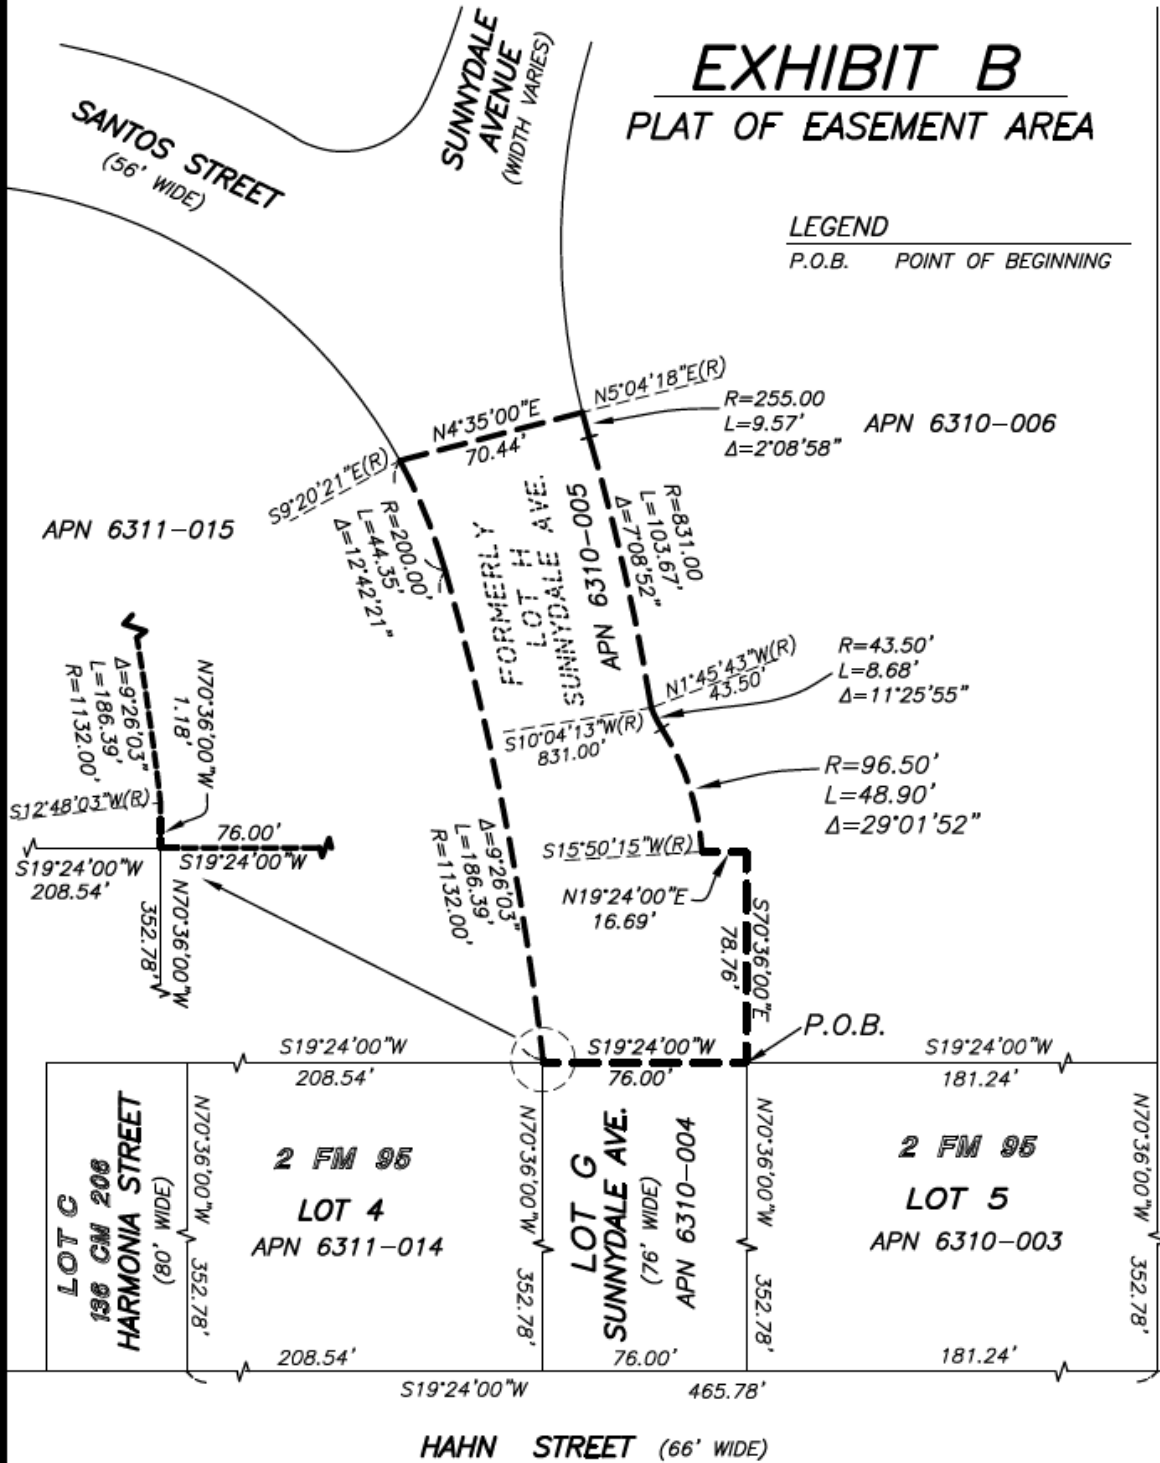 EXHIBIT B
PLAT OF EASEMENT AREA
SUNNYDALE
AVENUE
(WIDTH VARIES)
SANTOS STREET
(56' WIDE)
LEGEND
P.O.B. POINT OF BEGINNING
N5°04'18"E(R)
R=255.00
L=9.57'
Δ=2°08'58"
APN 6310-006
N4°35'00"E
70.44'
S9°20'21"E(R)
APN 6311-015
R=200.00'
L=44.35'
Δ=12°42'21"
FORMERLY
LOT H
SUNNYDALE AVE.
APN 6310-005
R=831.00
L=103.67'
Δ=7°08'52"
N1°45'43"W(R)
43.50'
R=43.50'
L=8.68'
Δ=11°25'55"
S10°04'13"W(R)
831.00'
R=96.50'
L=48.90'
Δ=29°01'52"
N70°36'00"W
1.18'
Δ=9°26'03"
L=186.39'
R=1132.00'
S12°48'03"W(R)
76.00'
S19°24'00"W
S19°24'00"W
208.54'
N70°36'00"W
352.78'
Δ=9°26'03"
L=186.39'
R=1132.00'
S15°50'15"W(R)
N19°24'00"E
16.69'
S70°36'00"E
78.76'
P.O.B.
S19°24'00"W
208.54'
S19°24'00"W
76.00'
S19°24'00"W
181.24'
LOT C
136 CM 206
HARMONIA STREET
(80' WIDE)
N70°36'00"W
352.78'
2 FM 95
LOT 4
APN 6311-014
N70°36'00"W
352.78'
LOT G
SUNNYDALE AVE.
(76' WIDE)
APN 6310-004
N70°36'00"W
352.78'
2 FM 95
LOT 5
APN 6310-003
N70°36'00"W
352.78'
208.54'
76.00'
181.24'
S19°24'00"W
465.78'
HAHN STREET (66' WIDE)